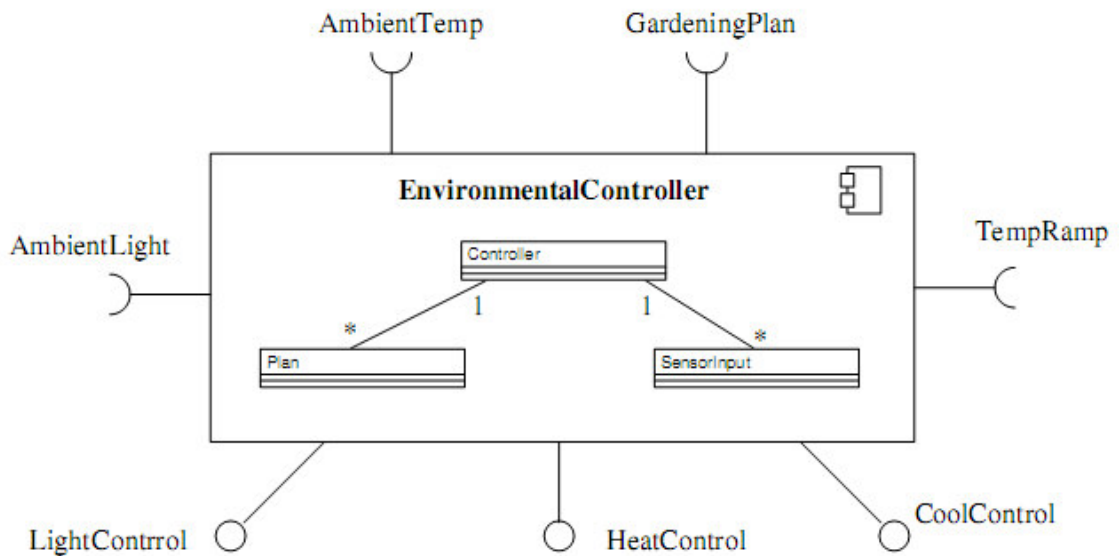 AmbientTemp
GardeningPlan
EnvironmentalController
AmbientLight
TempRamp
Controller
1
1
*
*
Plan
SensorInput
LightContrrol
HeatControl
CoolControl